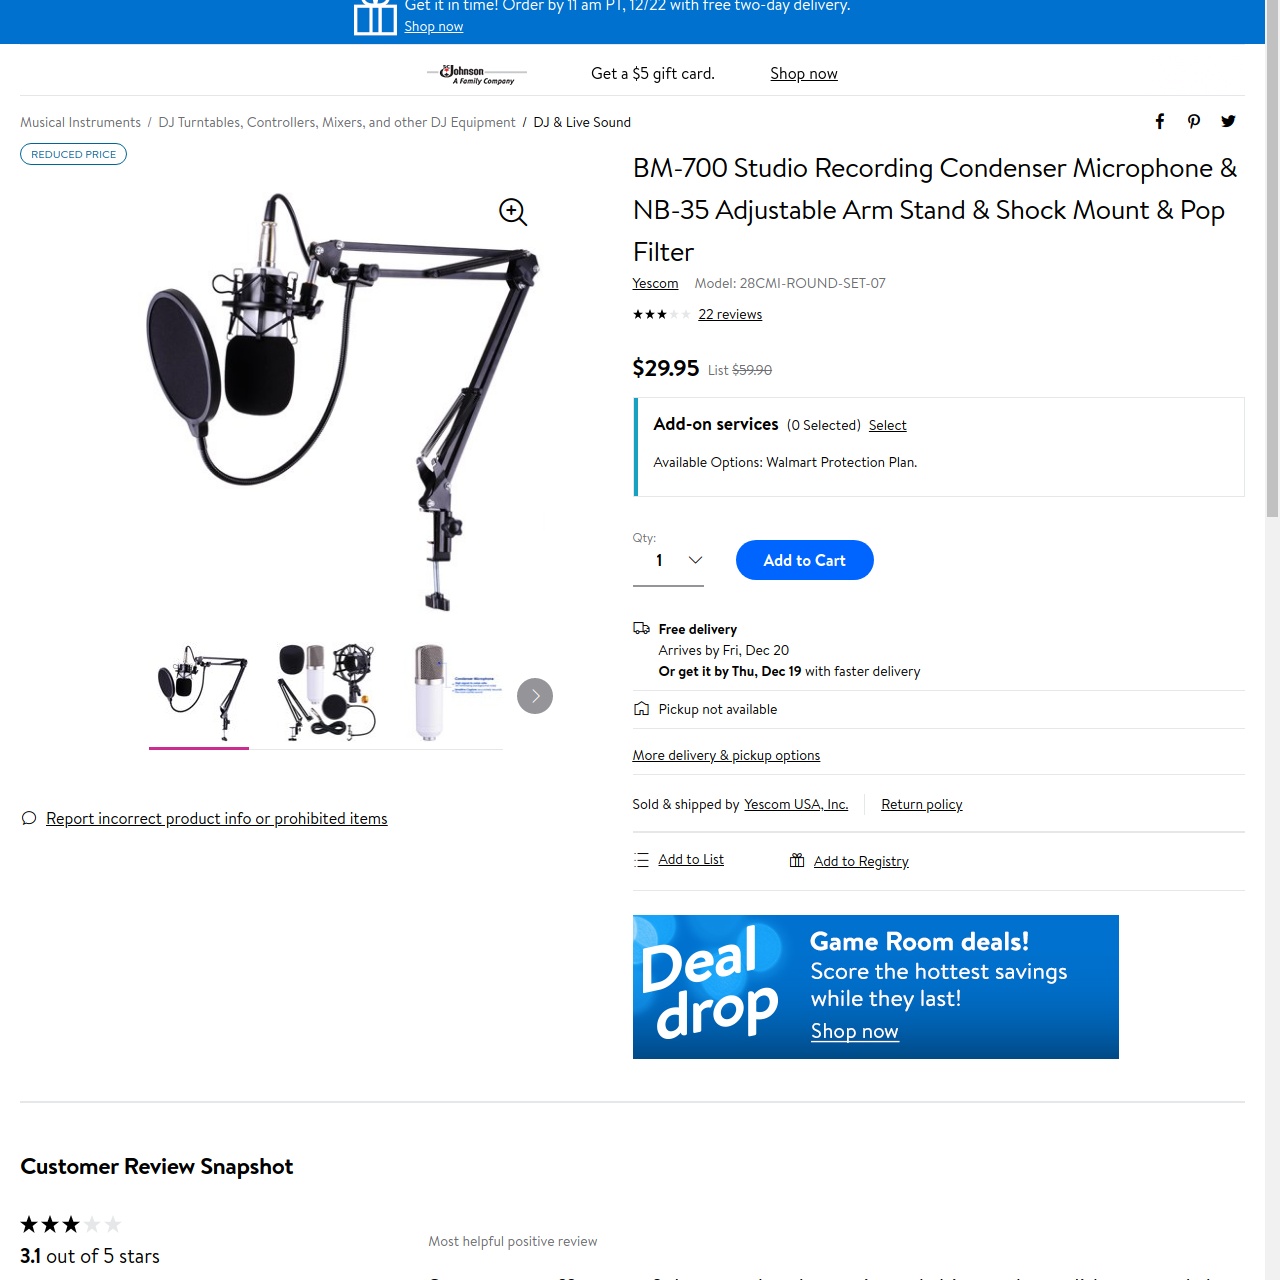 Get it in time! Order by 11 am PT, 12/22 with free two-day delivery.
Shop now
SC Johnson
A Family Company
Get a $5 gift card.
Shop now
Musical Instruments / DJ Turntables, Controllers, Mixers, and other DJ Equipment / DJ & Live Sound
REDUCED PRICE
BM-700 Studio Recording Condenser Microphone &
NB-35 Adjustable Arm Stand & Shock Mount & Pop
Filter
Yescom Model: 28CMI-ROUND-SET-07
22 reviews
$29.95 List $59.90
Add-on services (0 Selected) Select
Available Options: Walmart Protection Plan.
Qty:
1
Add to Cart
Free delivery
Arrives by Fri, Dec 20
Or get it by Thu, Dec 19 with faster delivery
Pickup not available
More delivery & pickup options
Sold & shipped by Yescom USA, Inc. Return policy
Add to List
Add to Registry
Condenser Microphone
Report incorrect product info or prohibited items
Deal
drop
Game Room deals!
Score the hottest savings
while they last!
Shop now
Customer Review Snapshot
3.1 out of 5 stars
Most helpful positive review